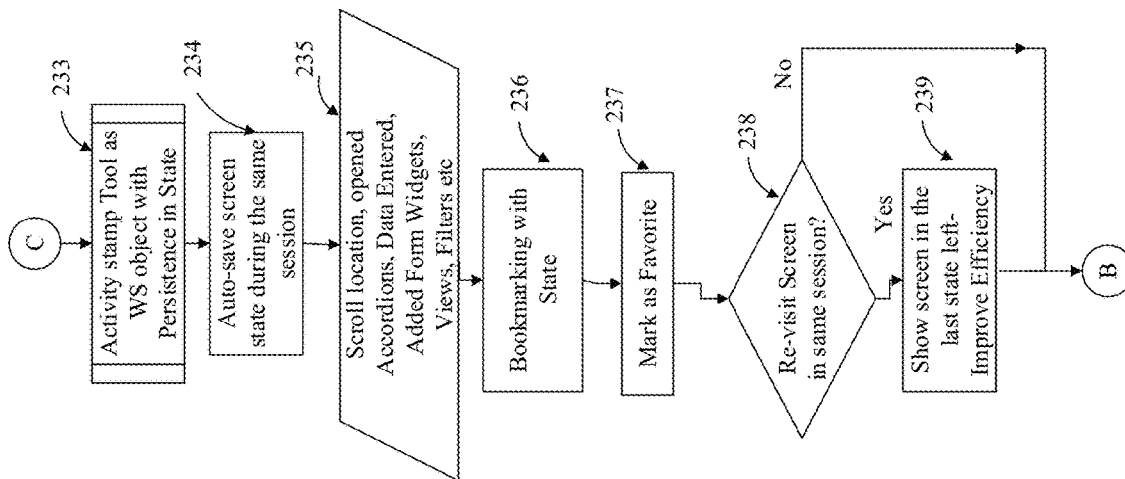 C
233
Activity stamp Tool as
WS object with
Persistence in State
234
Auto-save screen
state during the same
session
235
Scroll location, opened
Accordions, Data Entered,
Added Form Widgets,
Views, Filters etc
236
Bookmarking with
State
237
Mark as Favorite
238
Re-visit Screen
in same session?
No
Yes
239
Show screen in the
last state left-
Improve Efficiency
B